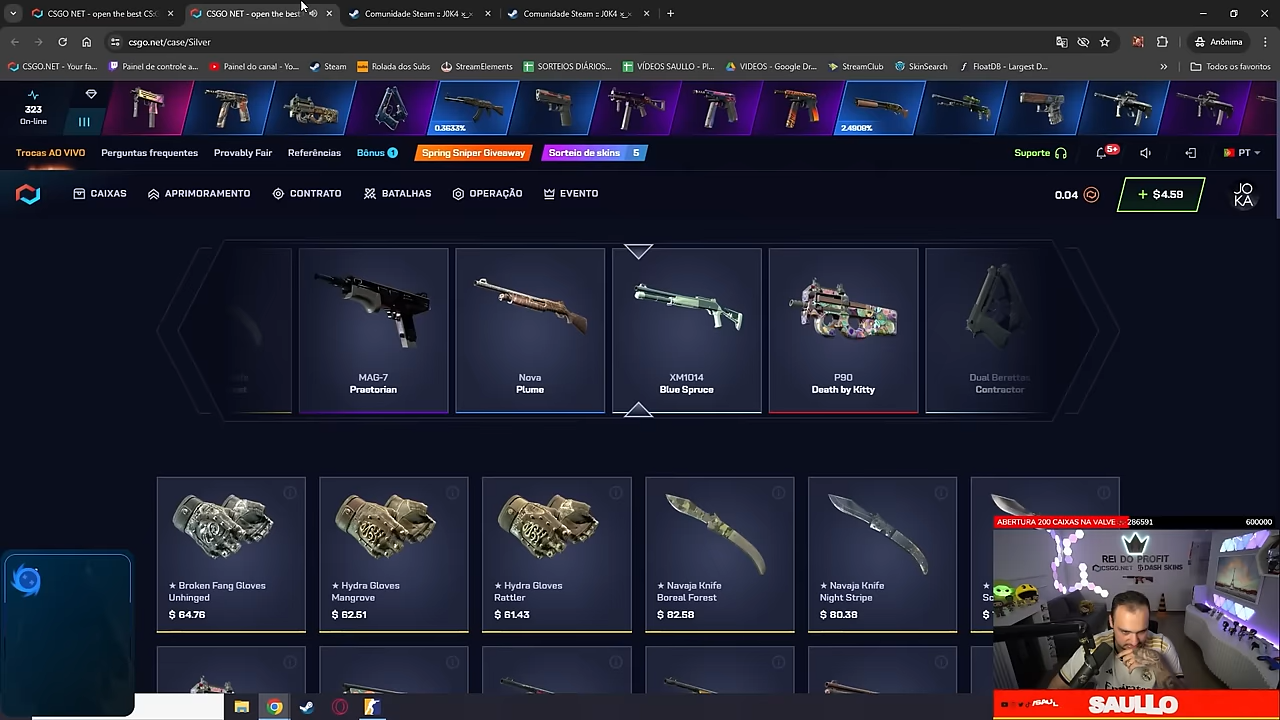 CSGO NET - open the best CS:
CSGO NET - open the best
Comunidade Steam :: J0K4 ×_×
Comunidade Steam :: J0K4 ×_×
csgo.net/case/Silver
Anônima
CSGO.NET - Your fa...
Painel de controle a...
Painel do canal - Yo...
Steam
Rolada dos Subs
StreamElements
SORTEIOS DIÁRIOS...
VÍDEOS SAULLO - Pl...
VIDEOS - Google Dr...
StreamClub
SkinSearch
FloatDB - Largest D...
Todos os favoritos
323
On-line
0.3633%
2.4909%
Trocas AO VIVO
Perguntas frequentes
Provably Fair
Referências
Bônus 1
Spring Sniper Giveaway
Sorteio de skins 5
Suporte
5+
PT
CAIXAS
APRIMORAMENTO
CONTRATO
BATALHAS
OPERAÇÃO
EVENTO
0.04
+ $4.59
JO
KA
MAG-7
Praetorian
Nova
Plume
XM1014
Blue Spruce
P90
Death by Kitty
Dual Berettas
Contractor
★ Broken Fang Gloves
Unhinged
$ 64.76
★ Hydra Gloves
Mangrove
$ 62.51
★ Hydra Gloves
Rattler
$ 61.43
★ Navaja Knife
Boreal Forest
$ 82.58
★ Navaja Knife
Night Stripe
$ 80.38
ABERTURA 200 CAIXAS NA VALVE
286591
600000
REI DO PROFIT
CSGO.NET
DASH SKINS
SAULLO